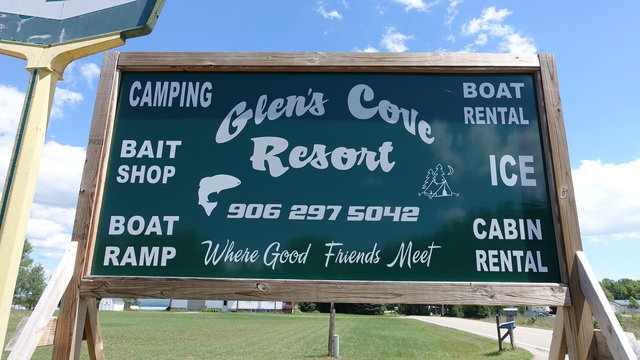 CAMPING
BAIT
SHOP
BOAT
RAMP
Glen's Cove
Resort
906 297 5042
Where Good Friends Meet
BOAT
RENTAL
ICE
CABIN
RENTAL